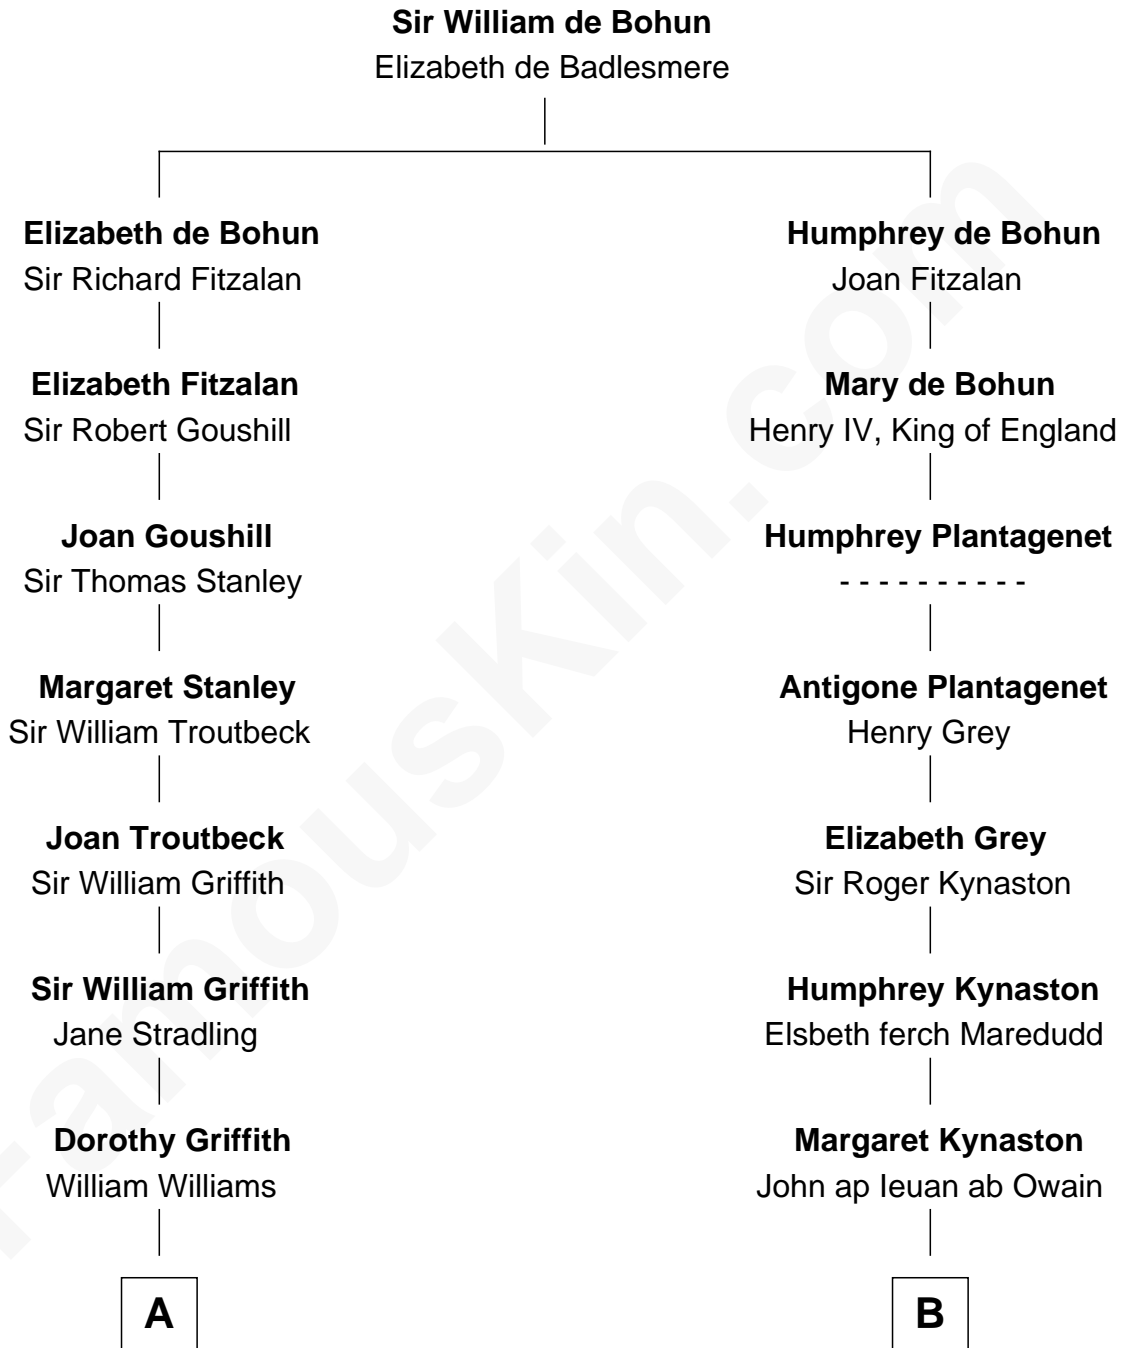 Sir William de Bohun
Elizabeth de Badlesmere
Elizabeth de Bohun
Sir Richard Fitzalan
Humphrey de Bohun
Joan Fitzalan
Elizabeth Fitzalan
Sir Robert Goushill
Mary de Bohun
Henry IV, King of England
Joan Goushill
Sir Thomas Stanley
Humphrey Plantagenet
- - - - - - - - - -
Margaret Stanley
Sir William Troutbeck
Antigone Plantagenet
Henry Grey
Joan Troutbeck
Sir William Griffith
Elizabeth Grey
Sir Roger Kynaston
Sir William Griffith
Jane Stradling
Humphrey Kynaston
Elsbeth ferch Maredudd
Dorothy Griffith
William Williams
Margaret Kynaston
John ap Ieuan ab Owain
A
B
FamousKin.com